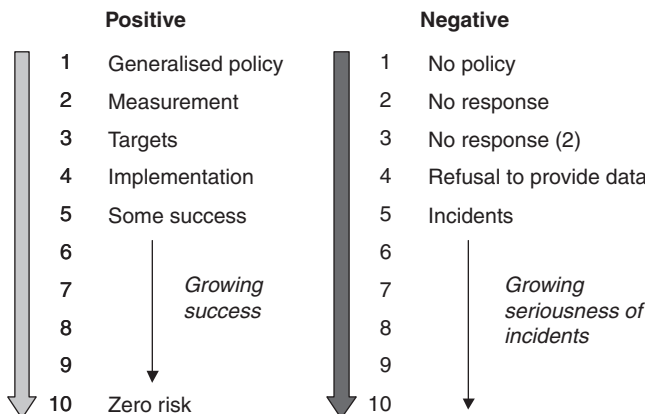 Positive Negative
1 Generalised policy 1 No policy
2 Measurement 2 No response
3 Targets 3 No response (2)
4 Implementation 4 Refusal to provide data
5 Some success 5 Incidents
6 6
7 Growing 7 Growing
success seriousness of
8 8 incidents
9 9
10 Zero risk 10